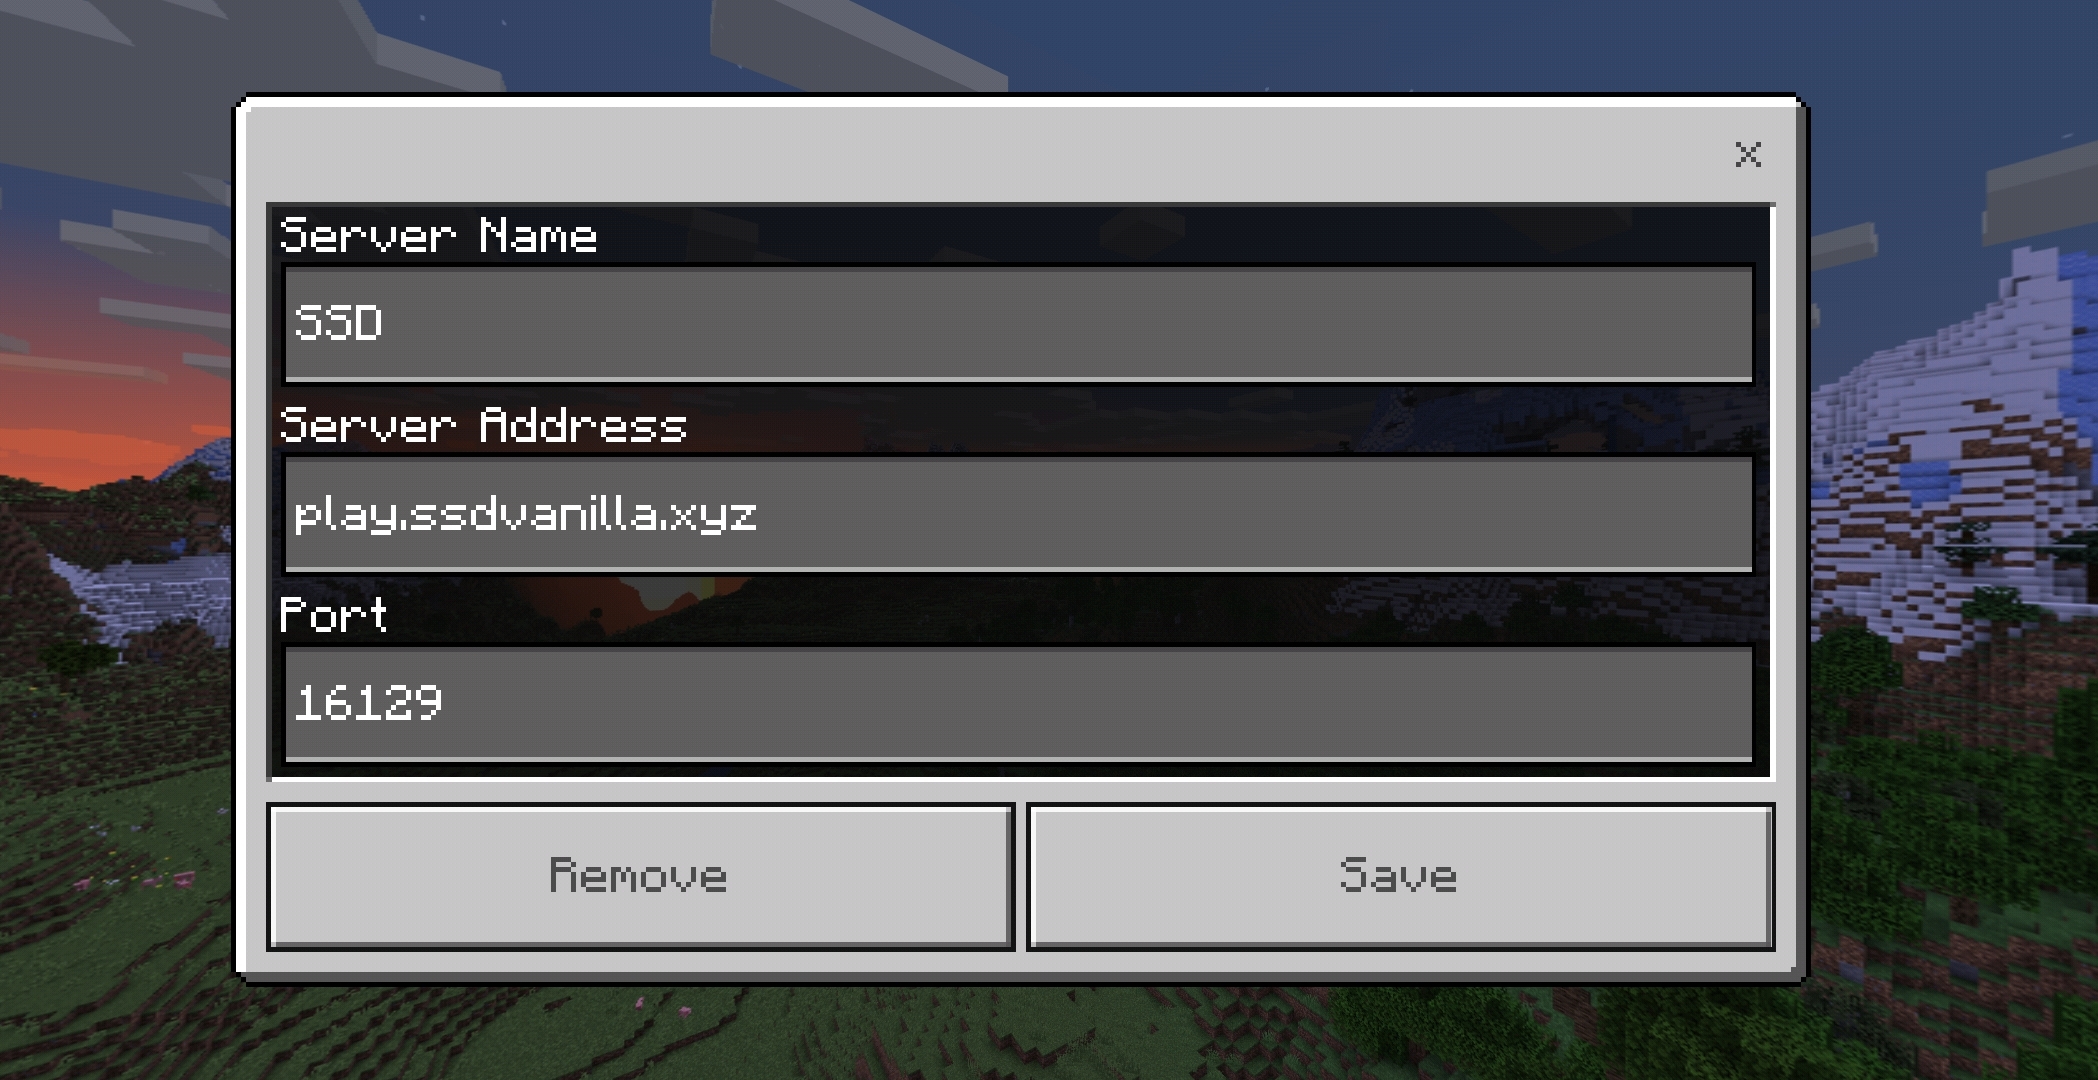 Server Name
SSD
Server Address
play.ssdvanilla.xyz
Port
16129
Remove
Save